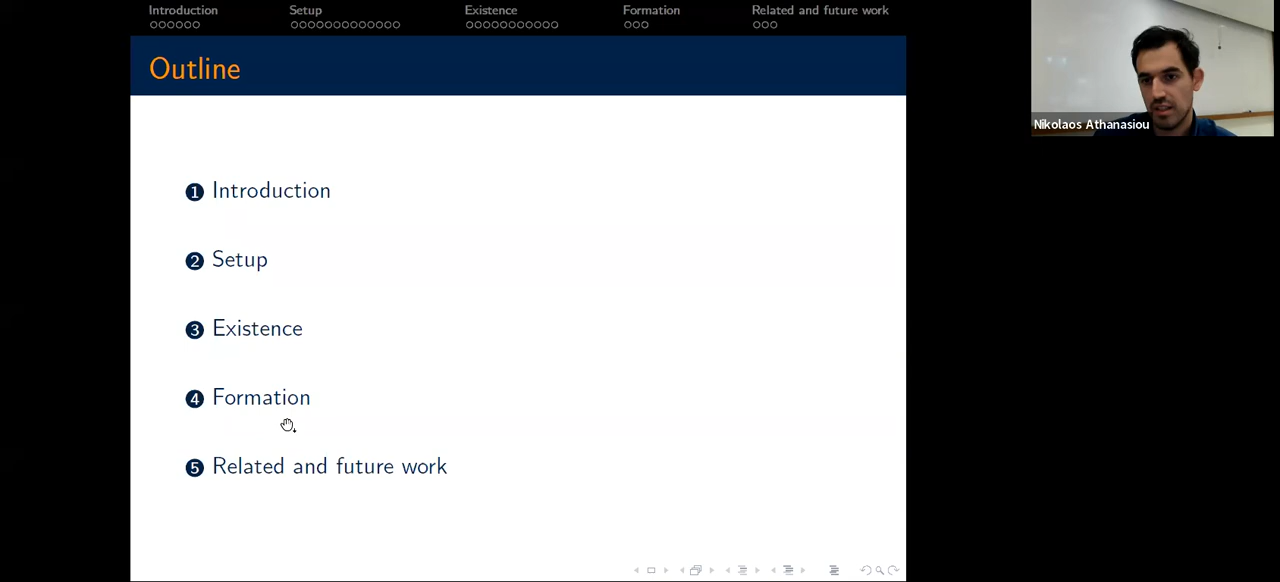 Introduction Setup Existence Formation Related and future work
Outline
Nikolaos Athanasiou
1 Introduction
2 Setup
3 Existence
4 Formation
5 Related and future work